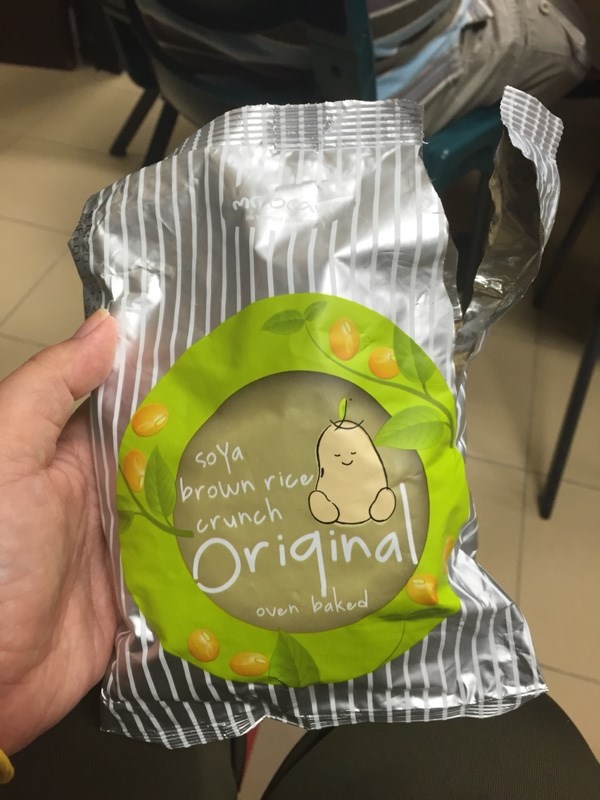 soya
brown rice
crunch
Original
oven baked